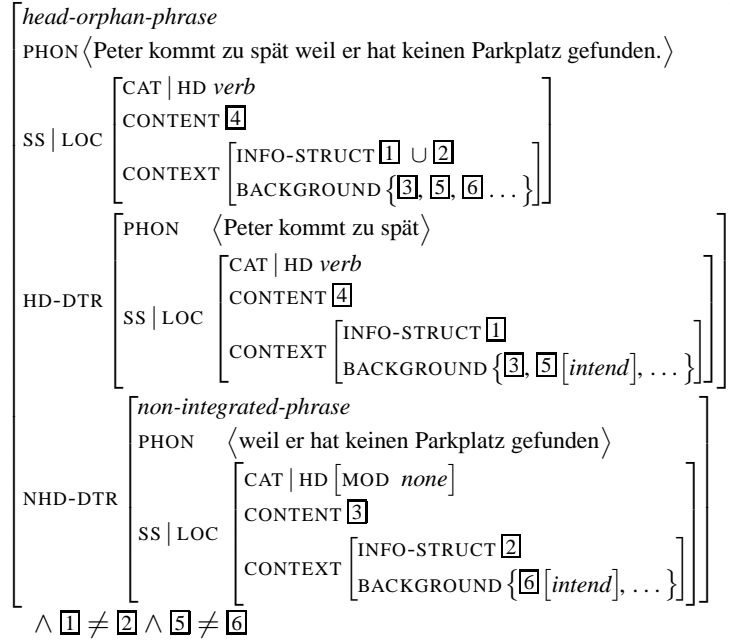 head-orphan-phrase
PHON ⟨Peter kommt zu spät weil er hat keinen Parkplatz gefunden.⟩
CAT | HD verb
CONTENT 4
SS | LOC
CONTEXT
INFO-STRUCT 1 ∪ 2
BACKGROUND {3, 5, 6 ...}
HD-DTR
PHON ⟨Peter kommt zu spät⟩
SS | LOC
CAT | HD verb
CONTENT 4
CONTEXT
INFO-STRUCT 1
BACKGROUND {3, 5 [intend], ...}
NHD-DTR
non-integrated-phrase
PHON ⟨weil er hat keinen Parkplatz gefunden⟩
SS | LOC
CAT | HD [MOD none]
CONTENT 3
CONTEXT
INFO-STRUCT 2
BACKGROUND {6 [intend], ...}
∧ 1 ≠ 2 ∧ 5 ≠ 6